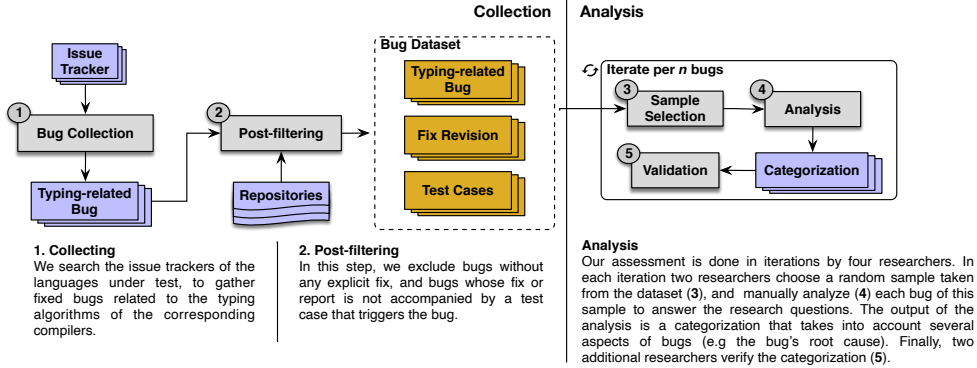 Collection
Analysis
Issue
Tracker
1
Bug Collection
Typing-related
Bug
2
Post-filtering
Repositories
Bug Dataset
Typing-related
Bug
Fix Revision
Test Cases
Iterate per n bugs
3
Sample
Selection
4
Analysis
5
Validation
Categorization
1. Collecting
We search the issue trackers of the
languages under test, to gather
fixed bugs related to the typing
algorithms of the corresponding
compilers.
2. Post-filtering
In this step, we exclude bugs without
any explicit fix, and bugs whose fix or
report is not accompanied by a test
case that triggers the bug.
Analysis
Our assessment is done in iterations by four researchers. In
each iteration two researchers choose a random sample taken
from the dataset (3), and manually analyze (4) each bug of this
sample to answer the research questions. The output of the
analysis is a categorization that takes into account several
aspects of bugs (e.g the bug's root cause). Finally, two
additional researchers verify the categorization (5).